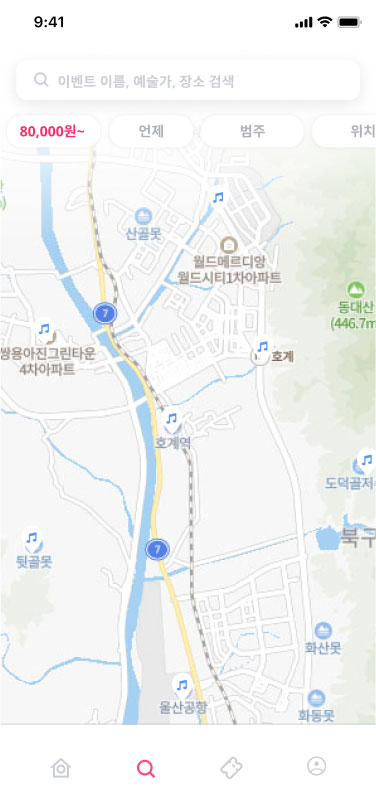 9:41
이벤트 이름, 예술가, 장소 검색
80,000원~
언제
범주
위치
산골못
월드메르디앙
월드시티1차아파트
동대산
(446.7m
7
쌍용아진그린타운
4차아파트
호계
호계역
도덕골저
북구
7
뒷골못
화산못
울산공항
화동못